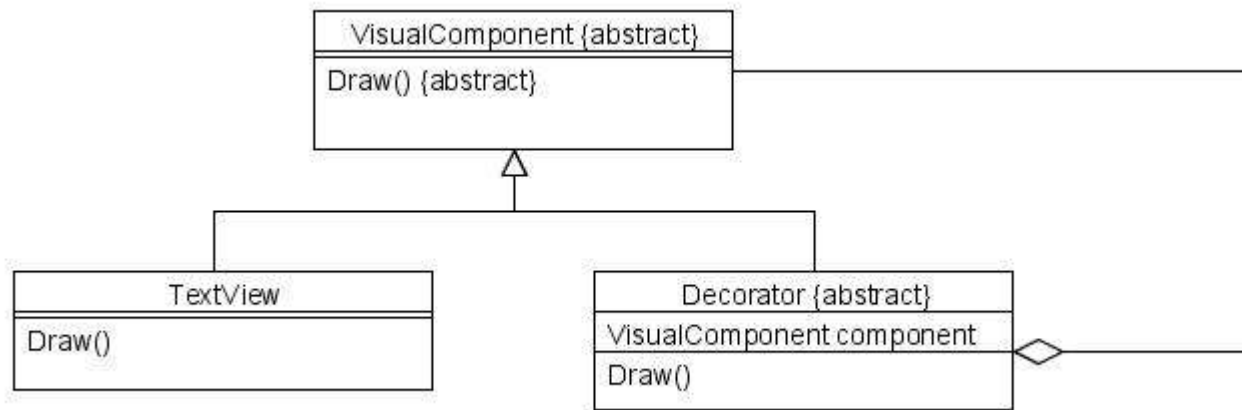 VisualComponent {abstract}
Draw() {abstract}
TextView
Draw()
Decorator {abstract}
VisualComponent component
Draw()